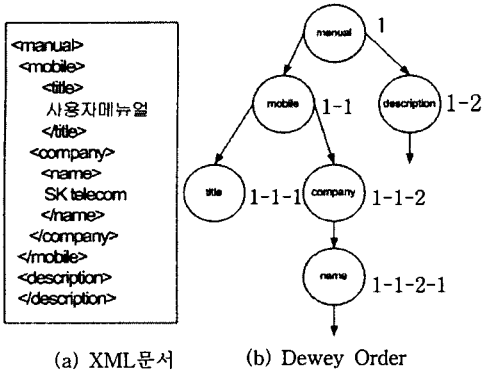 <manual>
<mobile>
<title>
사용자메뉴얼
</title>
<company>
<name>
SK telecom
</name>
</company>
</mobile>
<description>
</description>
(a) XML문서
manual 1
mobile 1-1
description 1-2
title 1-1-1
company 1-1-2
name 1-1-2-1
(b) Dewey Order